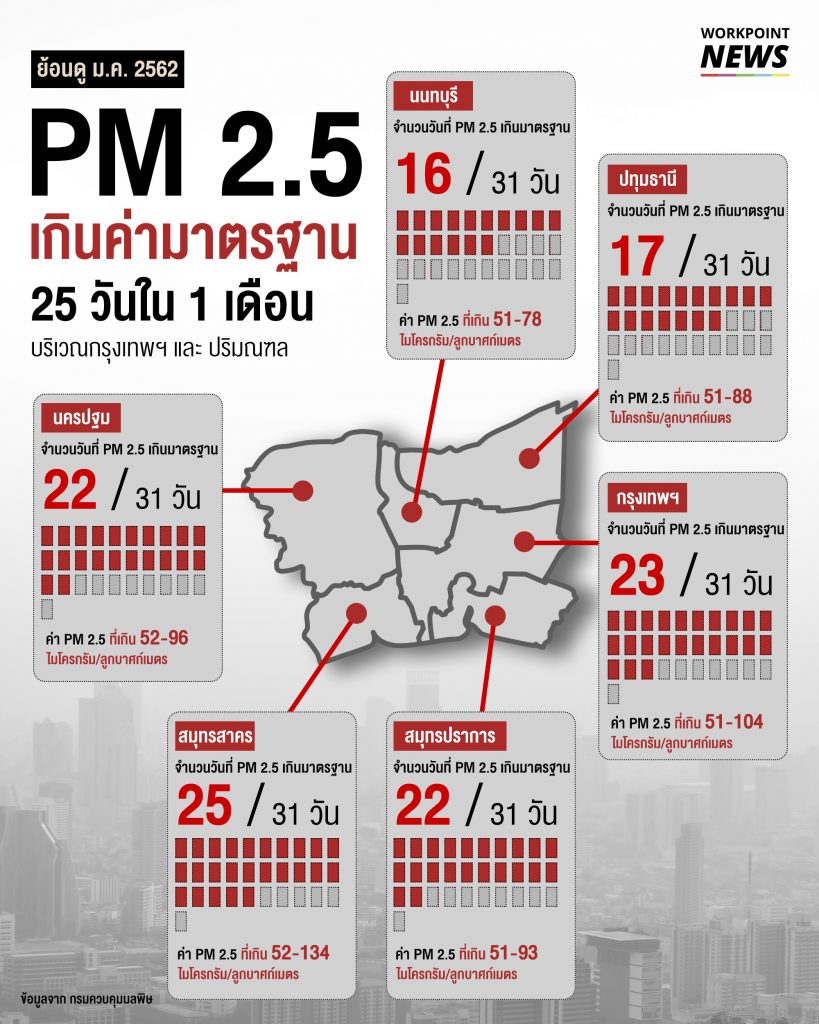 WORKPOINT
NEWS
ย้อนดู ม.ค. 2562
PM 2.5
เกินค่ามาตรฐาน
25 วันใน 1 เดือน
บริเวณกรุงเทพฯ และ ปริมณฑล
นนทบุรี
จำนวนวันที่ PM 2.5 เกินมาตรฐาน
16 / 31 วัน
ค่า PM 2.5 ที่เกิน 51-78
ไมโครกรัม/ลูกบาศก์เมตร
ปทุมธานี
จำนวนวันที่ PM 2.5 เกินมาตรฐาน
17 / 31 วัน
ค่า PM 2.5 ที่เกิน 51-88
ไมโครกรัม/ลูกบาศก์เมตร
นครปฐม
จำนวนวันที่ PM 2.5 เกินมาตรฐาน
22 / 31 วัน
ค่า PM 2.5 ที่เกิน 52-96
ไมโครกรัม/ลูกบาศก์เมตร
กรุงเทพฯ
จำนวนวันที่ PM 2.5 เกินมาตรฐาน
23 / 31 วัน
ค่า PM 2.5 ที่เกิน 51-104
ไมโครกรัม/ลูกบาศก์เมตร
สมุทรสาคร
จำนวนวันที่ PM 2.5 เกินมาตรฐาน
25 / 31 วัน
ค่า PM 2.5 ที่เกิน 52-134
ไมโครกรัม/ลูกบาศก์เมตร
สมุทรปราการ
จำนวนวันที่ PM 2.5 เกินมาตรฐาน
22 / 31 วัน
ค่า PM 2.5 ที่เกิน 51-93
ไมโครกรัม/ลูกบาศก์เมตร
ข้อมูลจาก กรมควบคุมมลพิษ